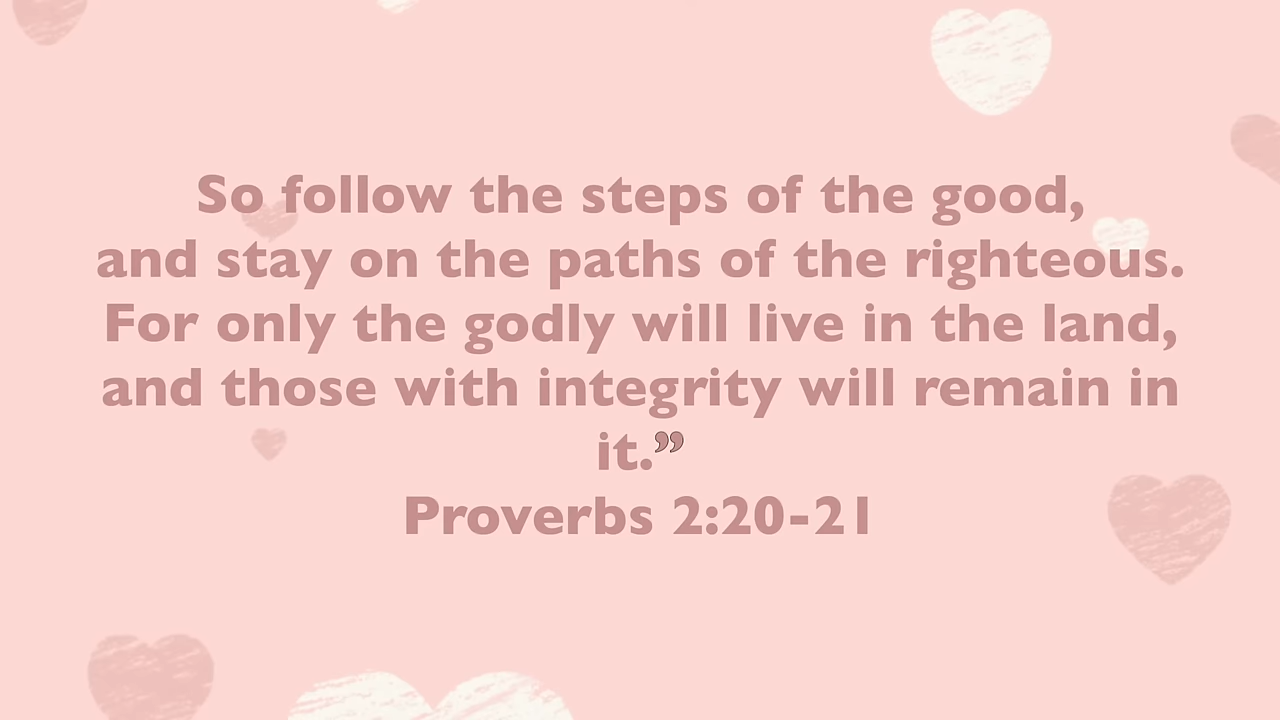 So follow the steps of the good,
and stay on the paths of the righteous.
For only the godly will live in the land,
and those with integrity will remain in
it.”
Proverbs 2:20-21